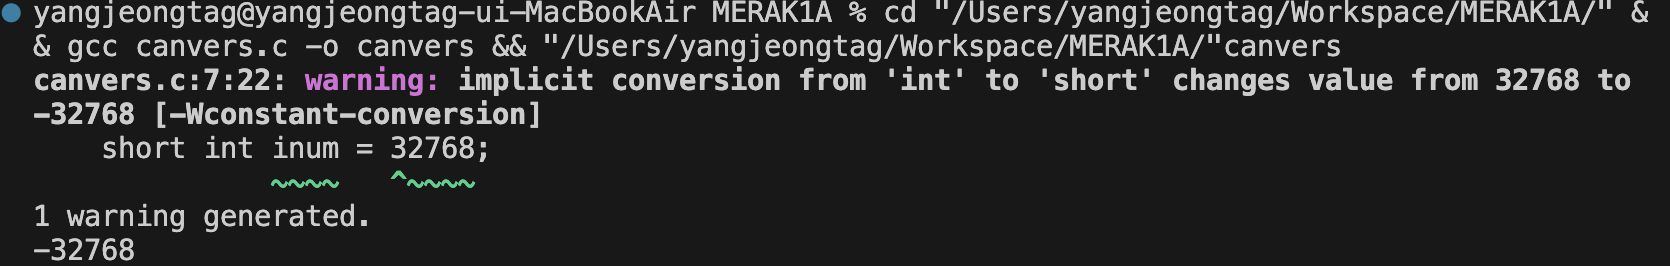 yangjeongtag@yangjeongtag-ui-MacBookAir MERAK1A % cd "/Users/yangjeongtag/Workspace/MERAK1A/" &
& gcc canvers.c -o canvers && "/Users/yangjeongtag/Workspace/MERAK1A/"canvers
canvers.c:7:22: warning: implicit conversion from 'int' to 'short' changes value from 32768 to
-32768 [-Wconstant-conversion]
    short int inum = 32768;
              ~~~~   ^~~~~
1 warning generated.
-32768